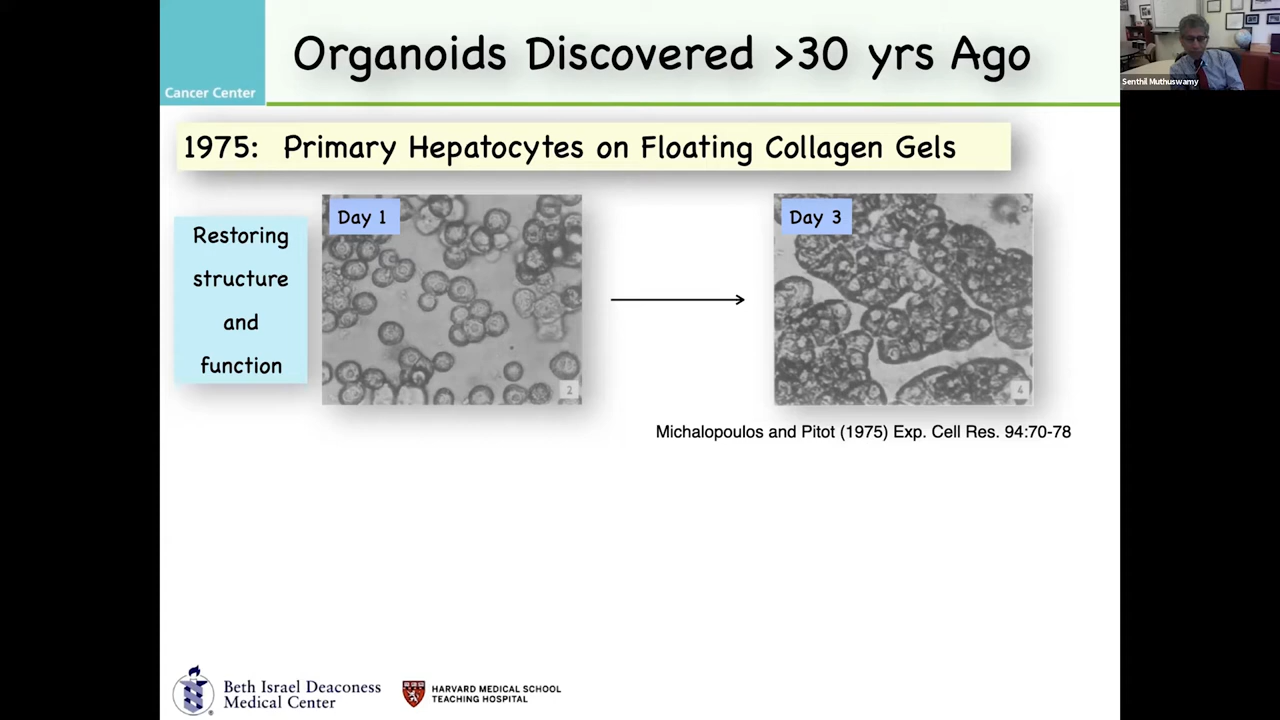 Cancer Center
Organoids Discovered >30 yrs Ago
Senthil Muthuswamy
1975: Primary Hepatocytes on Floating Collagen Gels
Restoring
structure
and
function
Day 1
2
Day 3
4
Michalopoulos and Pitot (1975) Exp. Cell Res. 94:70-78
Beth Israel Deaconess
Medical Center
HARVARD MEDICAL SCHOOL
TEACHING HOSPITAL